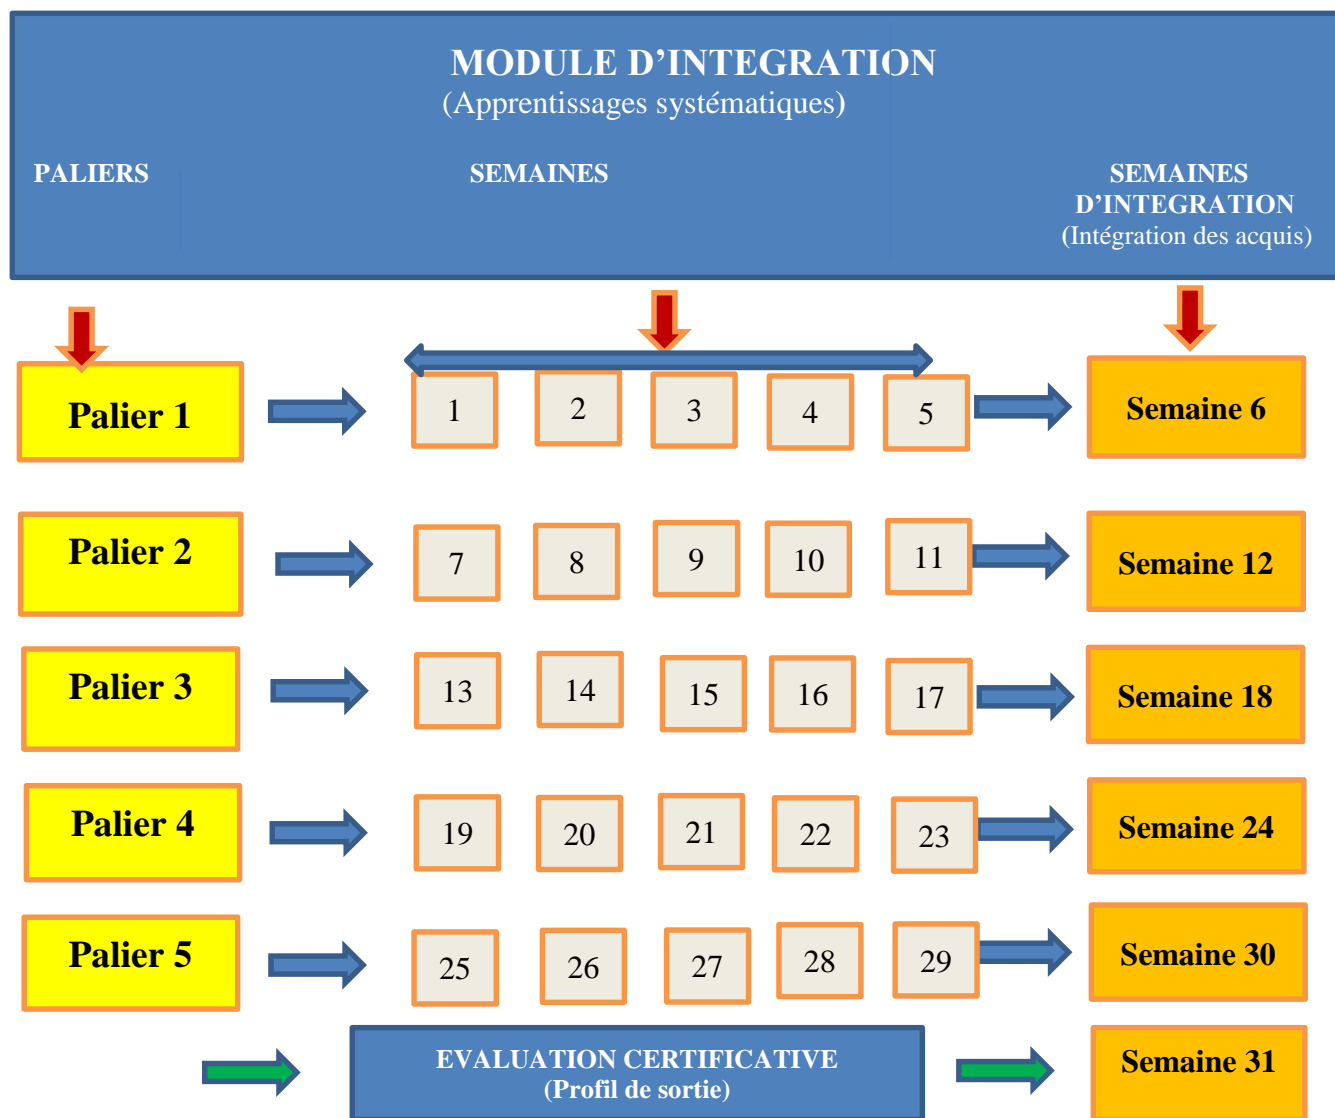 MODULE D’INTEGRATION
(Apprentissages systématiques)
PALIERS SEMAINES SEMAINES
D’INTEGRATION
(Intégration des acquis)
Palier 1 1 2 3 4 5 Semaine 6
Palier 2 7 8 9 10 11 Semaine 12
Palier 3 13 14 15 16 17 Semaine 18
Palier 4 19 20 21 22 23 Semaine 24
Palier 5 25 26 27 28 29 Semaine 30
EVALUATION CERTIFICATIVE Semaine 31
(Profil de sortie)